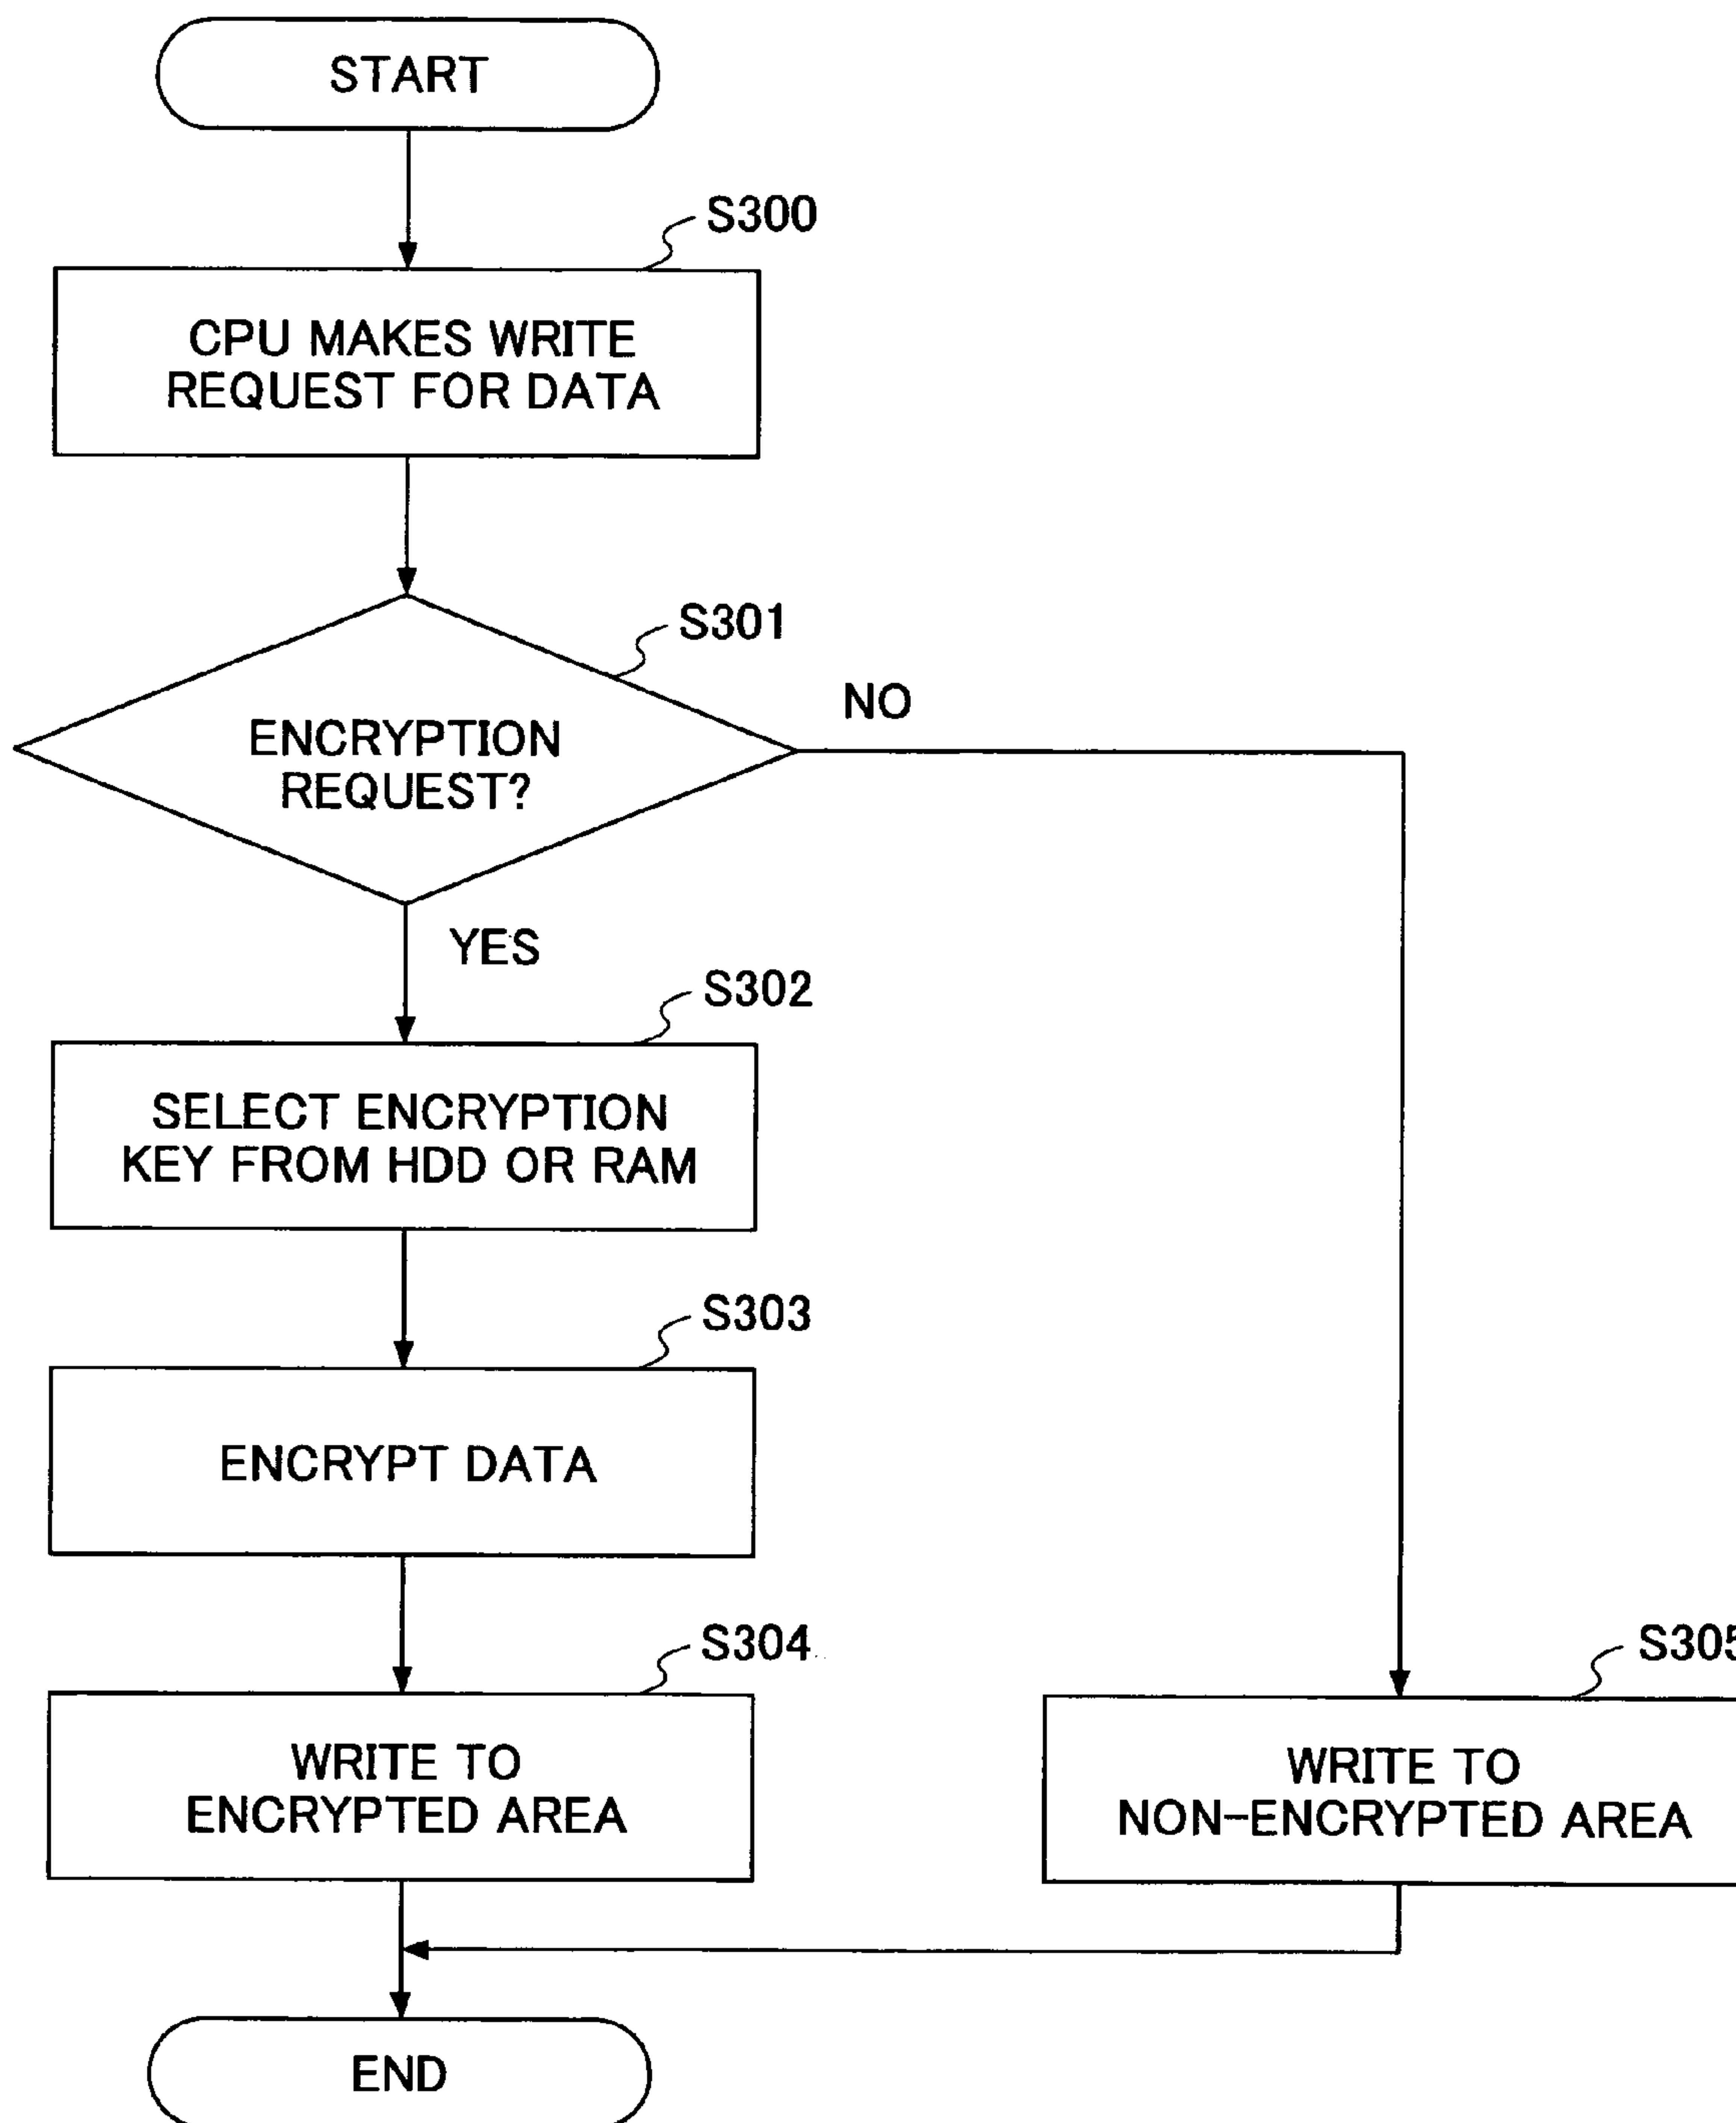 START
S300
CPU MAKES WRITE
REQUEST FOR DATA
S301
ENCRYPTION
REQUEST?
NO
YES
S302
SELECT ENCRYPTION
KEY FROM HDD OR RAM
S303
ENCRYPT DATA
S304
WRITE TO
ENCRYPTED AREA
S305
WRITE TO
NON-ENCRYPTED AREA
END